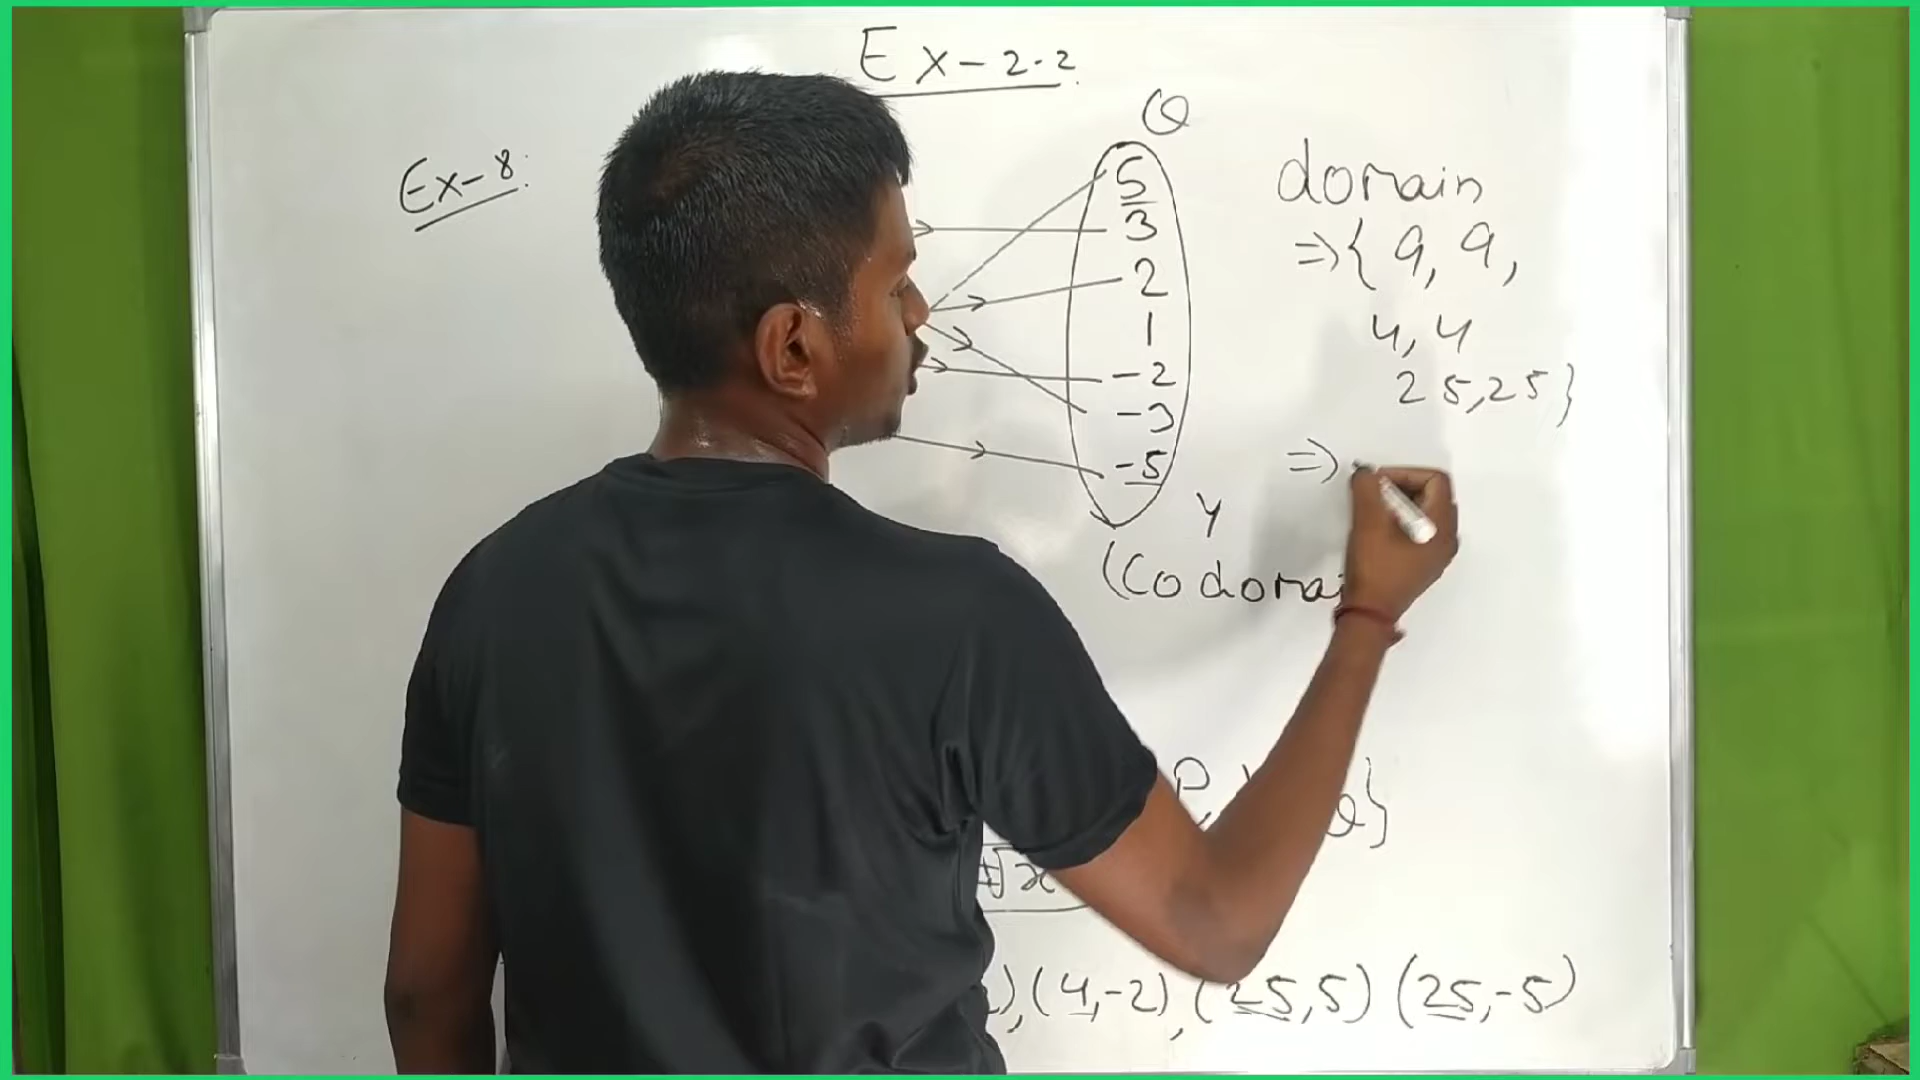 Ex-2.2
Q
Ex-8:
5
3
2
1
-2
-3
-5
Y
(Codomai
domain
=>{9,9,
4,4
25,25}
=>
P,
Q}
±√x
),(4,-2),(25,5) (25,-5)